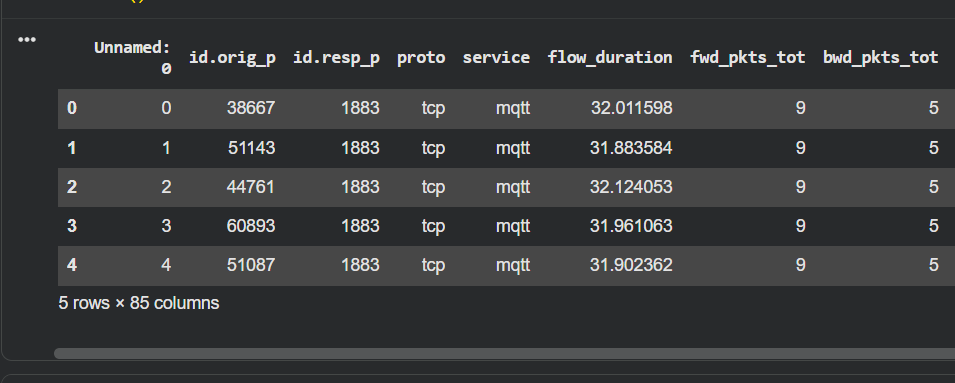 ()
...
Unnamed: 0 id.orig_p id.resp_p proto service flow_duration fwd_pkts_tot bwd_pkts_tot
0 0 38667 1883 tcp mqtt 32.011598 9 5
1 1 51143 1883 tcp mqtt 31.883584 9 5
2 2 44761 1883 tcp mqtt 32.124053 9 5
3 3 60893 1883 tcp mqtt 31.961063 9 5
4 4 51087 1883 tcp mqtt 31.902362 9 5
5 rows × 85 columns